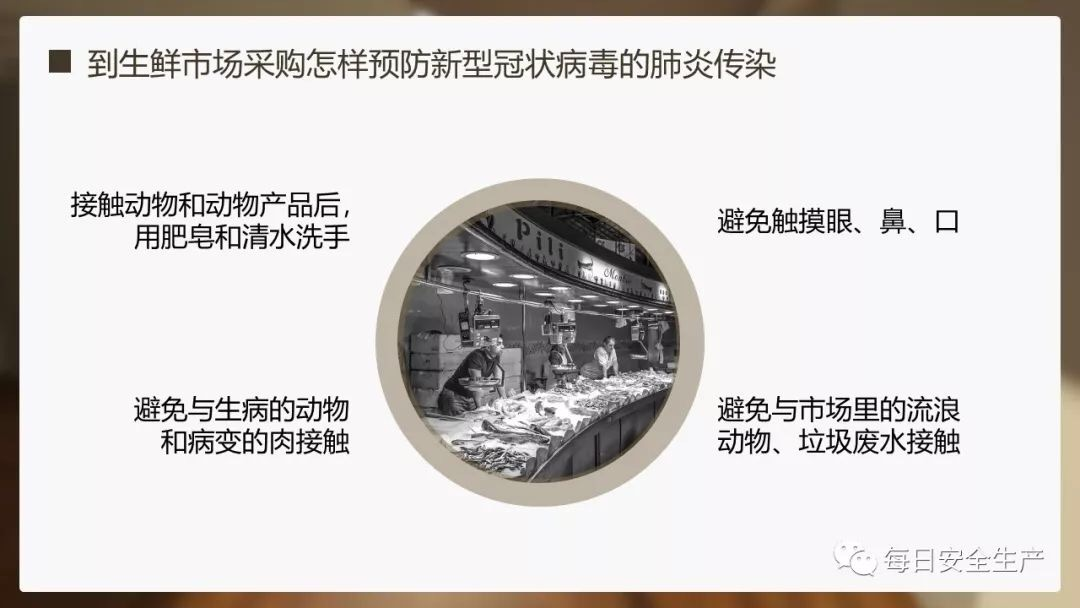 到生鲜市场采购怎样预防新型冠状病毒的肺炎传染
接触动物和动物产品后，
用肥皂和清水洗手
避免触摸眼、鼻、口
Pili
避免与生病的动物
和病变的肉接触
避免与市场里的流浪
动物、垃圾废水接触
每日安全生产